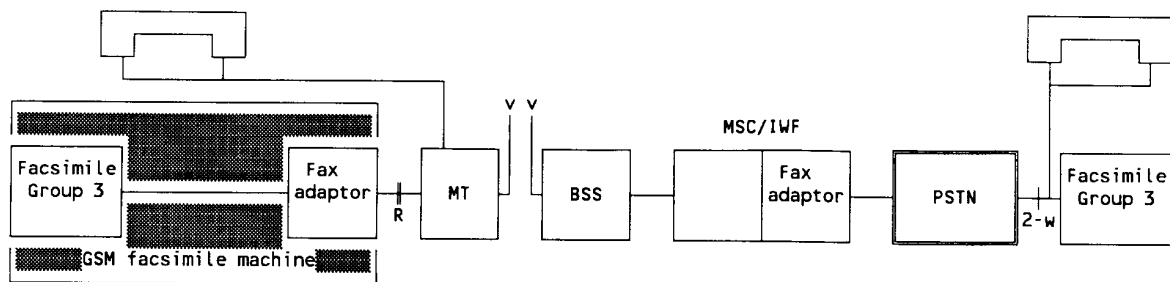 MSC/IWF
Facsimile
Group 3
Fax
adaptor
R
MT
BSS
Fax
adaptor
PSTN
2-w
Facsimile
Group 3
GSM facsimile machine